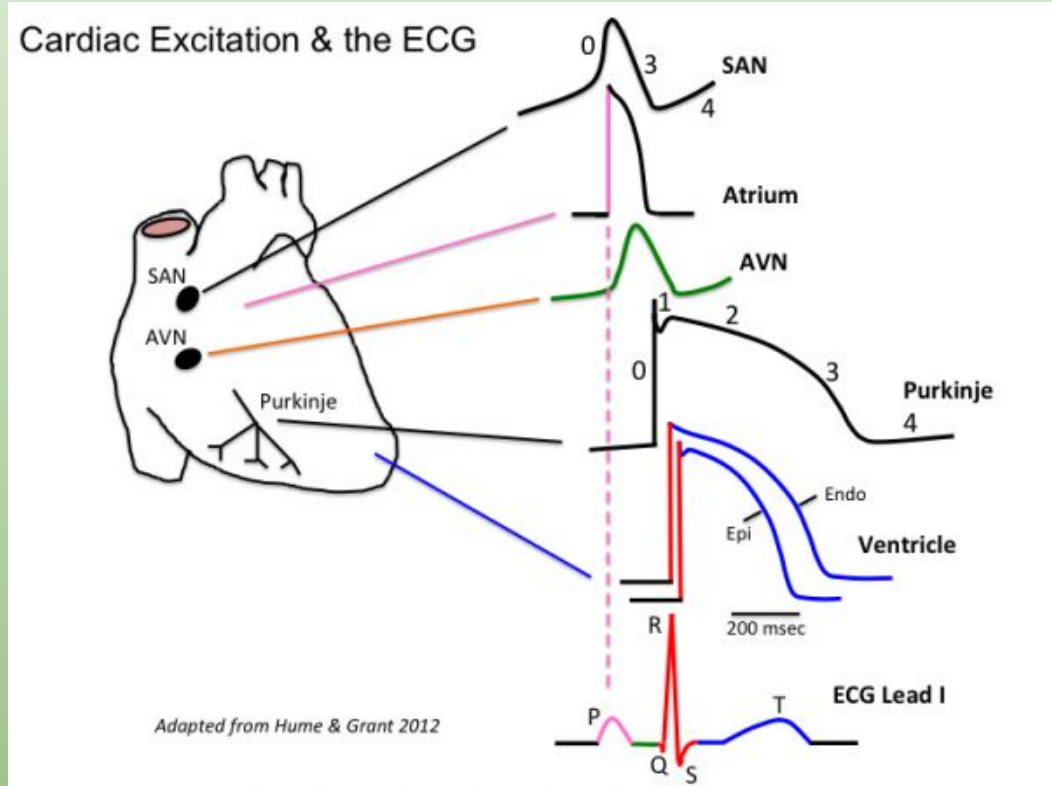 Cardiac Excitation & the ECG
0
3
SAN
4
Atrium
SAN
AVN
AVN
1
2
0
3
Purkinje
Purkinje
4
Endo
Epi
Ventricle
R
200 msec
ECG Lead I
P
T
Adapted from Hume & Grant 2012
Q
S